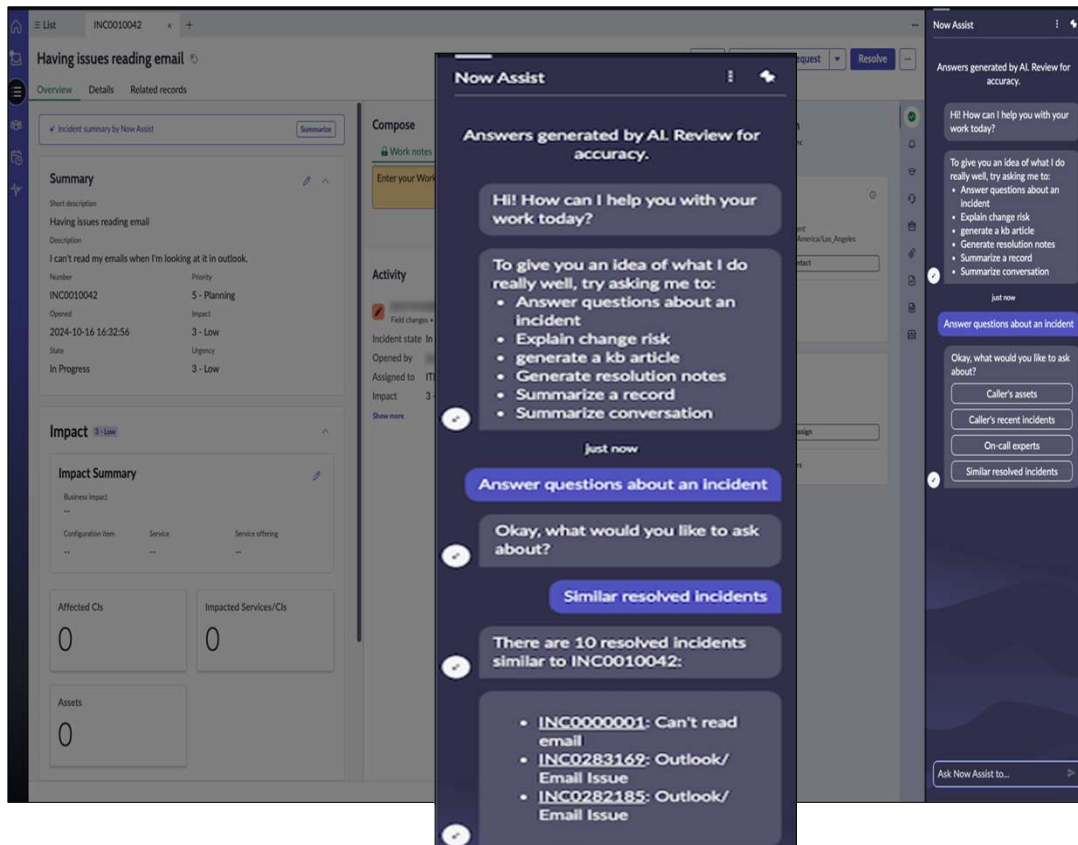 List
INC0010042
Having issues reading email
Overview
Details
Related records
equest
Resolve
Incident summary by Now Assist
Summarize
Summary
Short description
Having issues reading email
Description
I can't read my emails when I'm looking at it in outlook.
Number
Priority
INC0010042
5 - Planning
Opened
Impact
2024-10-16 16:32:56
3 - Low
State
Urgency
In Progress
3 - Low
Impact
3 - Low
Impact Summary
Business impact
--
Configuration item
Service
Service offering
--
--
--
Affected CIs
0
Impacted Services/CIs
0
Assets
0
Compose
Work notes
Enter your Work
Activity
Field changes •
Incident state In
Opened by
Assigned to ITI
Impact 3 -
Show more
America/Los_Angeles
Now Assist
Answers generated by AI. Review for
accuracy.
Hi! How can I help you with your
work today?
To give you an idea of what I do
really well, try asking me to:
• Answer questions about an
incident
• Explain change risk
• generate a kb article
• Generate resolution notes
• Summarize a record
• Summarize conversation
just now
Answer questions about an incident
Okay, what would you like to ask
about?
Similar resolved incidents
There are 10 resolved incidents
similar to INC0010042:
• INC0000001: Can't read
email
• INC0283169: Outlook/
Email Issue
• INC0282185: Outlook/
Email Issue
Now Assist
Answers generated by AI. Review for
accuracy.
Hi! How can I help you with your
work today?
To give you an idea of what I do
really well, try asking me to:
• Answer questions about an
incident
• Explain change risk
• generate a kb article
• Generate resolution notes
• Summarize a record
• Summarize conversation
just now
Answer questions about an incident
Okay, what would you like to ask
about?
Caller's assets
Caller's recent incidents
On-call experts
Similar resolved incidents
Ask Now Assist to...